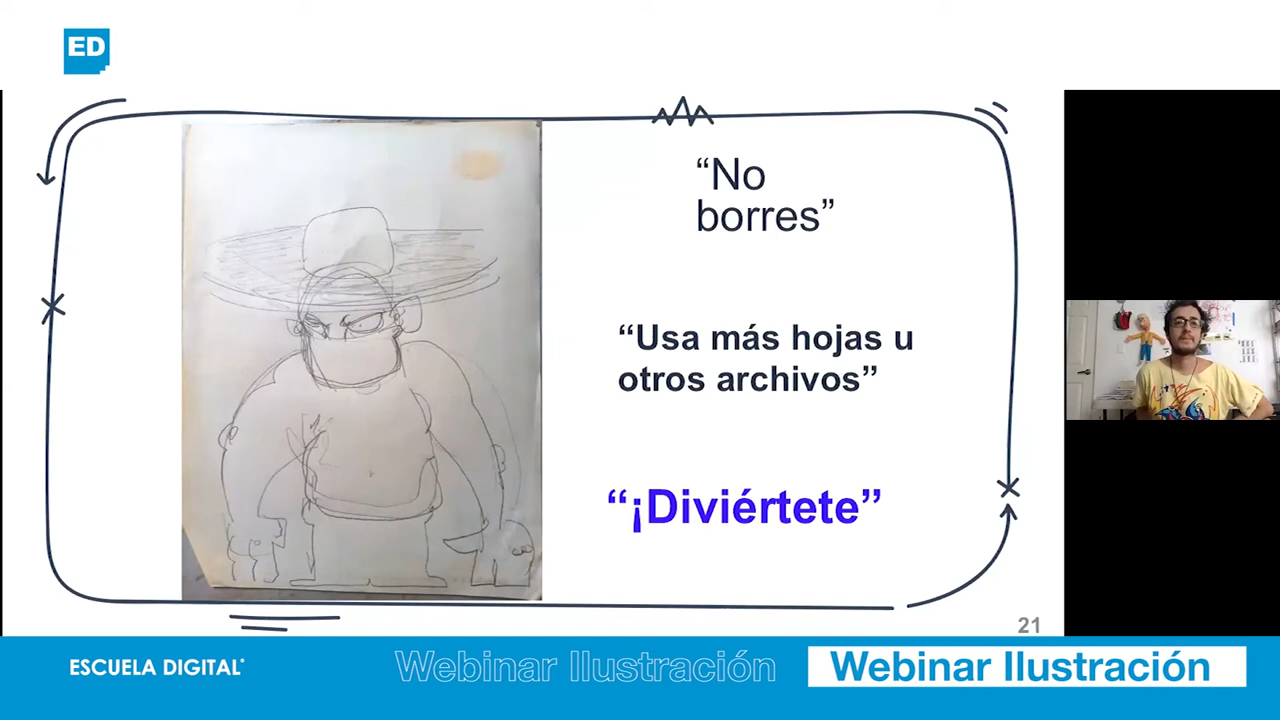 ED
“No
borres”
“Usa más hojas u
otros archivos”
“¡Diviértete”
21
ESCUELA DIGITAL
Webinar Ilustración
Webinar Ilustración